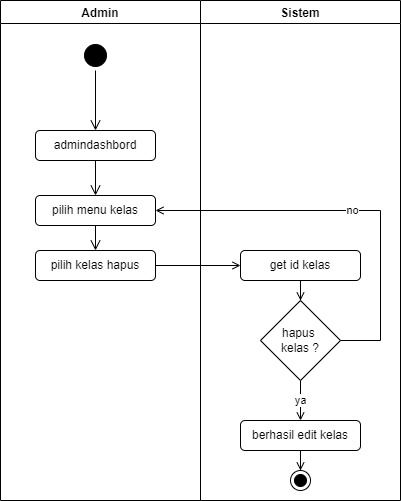 Admin
Sistem
admindashbord
pilih menu kelas
no
pilih kelas hapus
get id kelas
hapus
kelas ?
ya
berhasil edit kelas